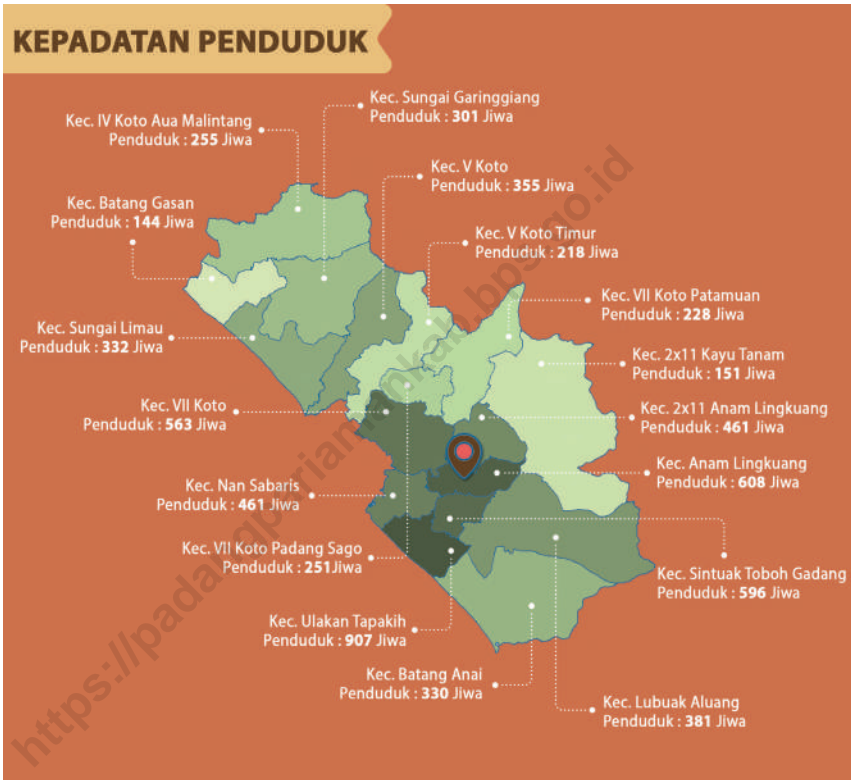 KEPADATAN PENDUDUK
Kec. Sungai Garinggiang
Penduduk : 301 Jiwa
Kec. IV Koto Aua Malintang
Penduduk : 255 Jiwa
Kec. V Koto
Penduduk : 355 Jiwa
Kec. Batang Gasan
Penduduk : 144 Jiwa
Kec. V Koto Timur
Penduduk : 218 Jiwa
Kec. VII Koto Patamuan
Penduduk : 228 Jiwa
Kec. Sungai Limau
Penduduk : 332 Jiwa
Kec. 2x11 Kayu Tanam
Penduduk : 151 Jiwa
Kec. VII Koto
Penduduk : 563 Jiwa
Kec. 2x11 Anam Lingkuang
Penduduk : 461 Jiwa
Kec. Anam Lingkuang
Penduduk : 608 Jiwa
Kec. Nan Sabaris
Penduduk : 461 Jiwa
Kec. VII Koto Padang Sago
Penduduk : 251Jiwa
Kec. Sintuak Toboh Gadang
Penduduk : 596 Jiwa
Kec. Ulakan Tapakih
Penduduk : 907 Jiwa
Kec. Batang Anai
Penduduk : 330 Jiwa
Kec. Lubuak Aluang
Penduduk : 381 Jiwa
https://padangpariamankab.bps.go.id